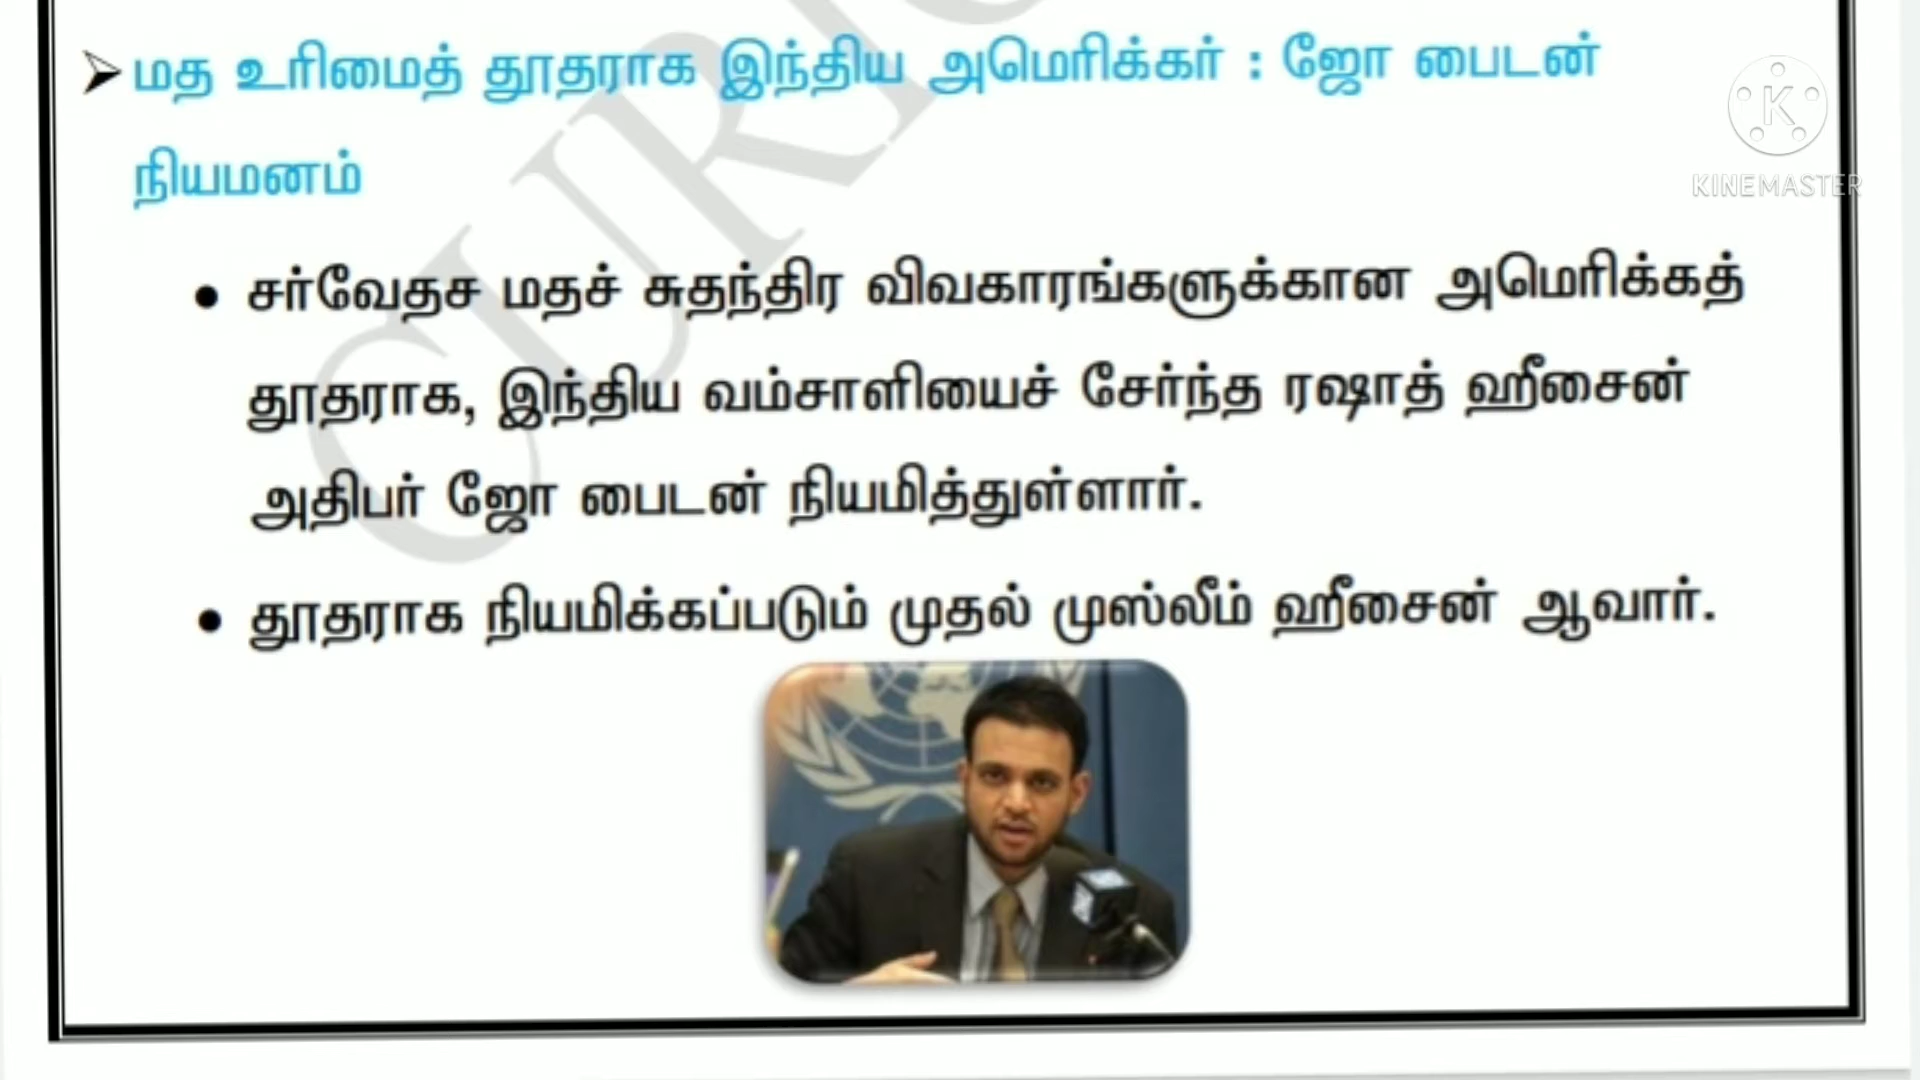 மத உரிமைத் தூதராக இந்திய அமெரிக்கர் : ஜோ பைடன்
நியமனம்
சர்வேதச மதச் சுதந்திர விவகாரங்களுக்கான அமெரிக்கத்
தூதராக, இந்திய வம்சாளியைச் சேர்ந்த ரஷாத் ஹீசைன்
அதிபர் ஜோ பைடன் நியமித்துள்ளார்.
தூதராக நியமிக்கப்படும் முதல் முஸ்லீம் ஹீசைன் ஆவார்.
K
KINEMASTER